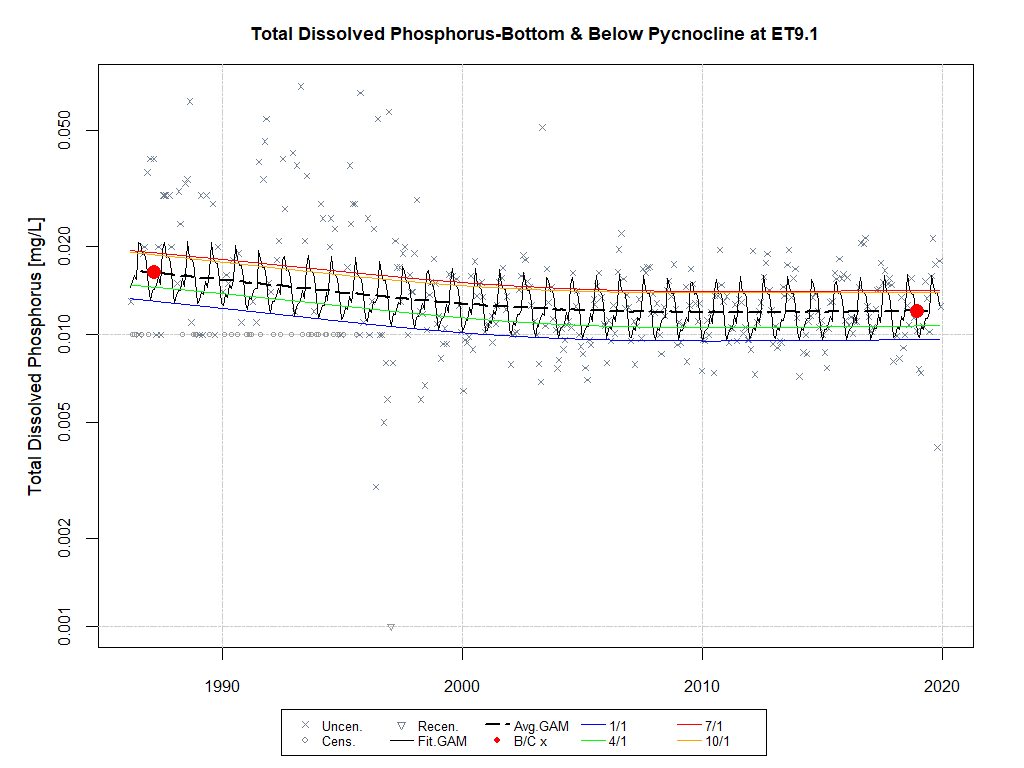 Total Dissolved Phosphorus-Bottom & Below Pycnocline at ET9.1
Total Dissolved Phosphorus [mg/L]
0.050
0.020
0.010
0.005
0.002
0.001
1990 2000 2010 2020
Uncen. Recen. Avg.GAM 1/1 7/1
Cens. Fit.GAM B/C x 4/1 10/1